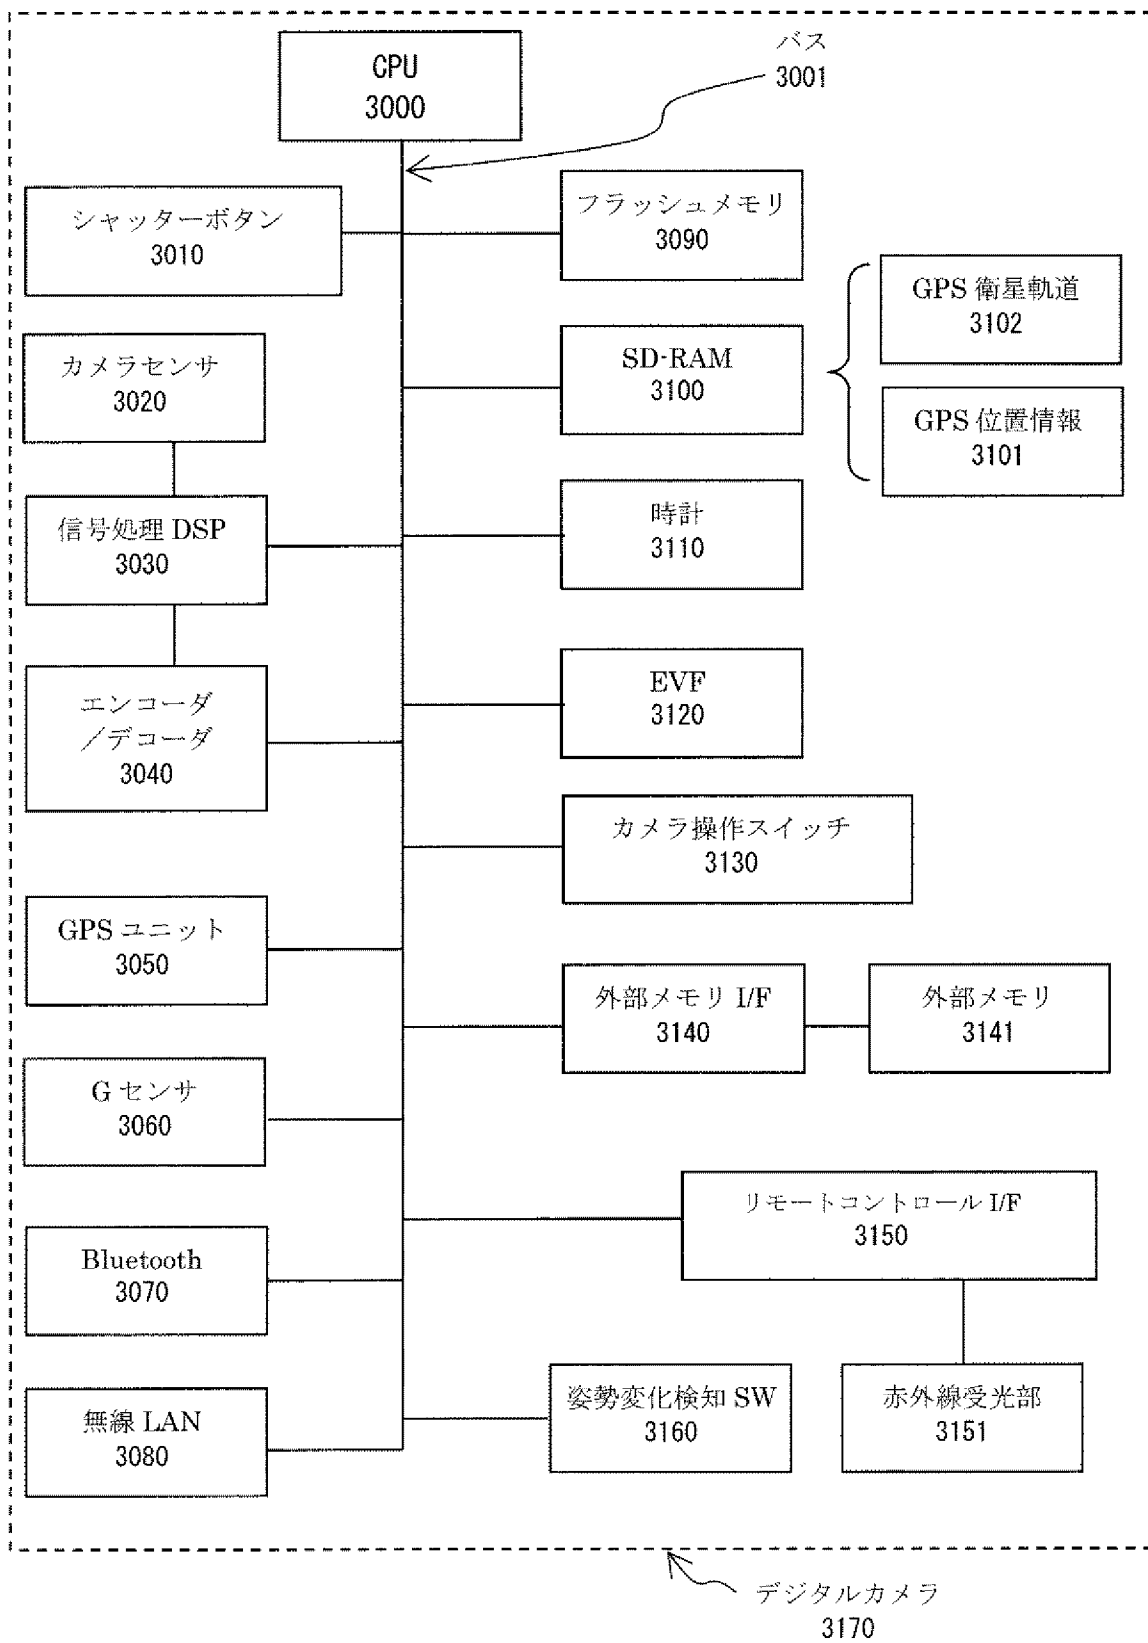 CPU
3000
バス
3001
シャッターボタン
3010
フラッシュメモリ
3090
GPS 衛星軌道
3102
カメラセンサ
3020
SD-RAM
3100
GPS 位置情報
3101
信号処理 DSP
3030
時計
3110
エンコーダ
／デコーダ
3040
EVF
3120
カメラ操作スイッチ
3130
GPS ユニット
3050
外部メモリ I/F
3140
外部メモリ
3141
G センサ
3060
リモートコントロール I/F
3150
Bluetooth
3070
姿勢変化検知 SW
3160
赤外線受光部
3151
無線 LAN
3080
デジタルカメラ
3170